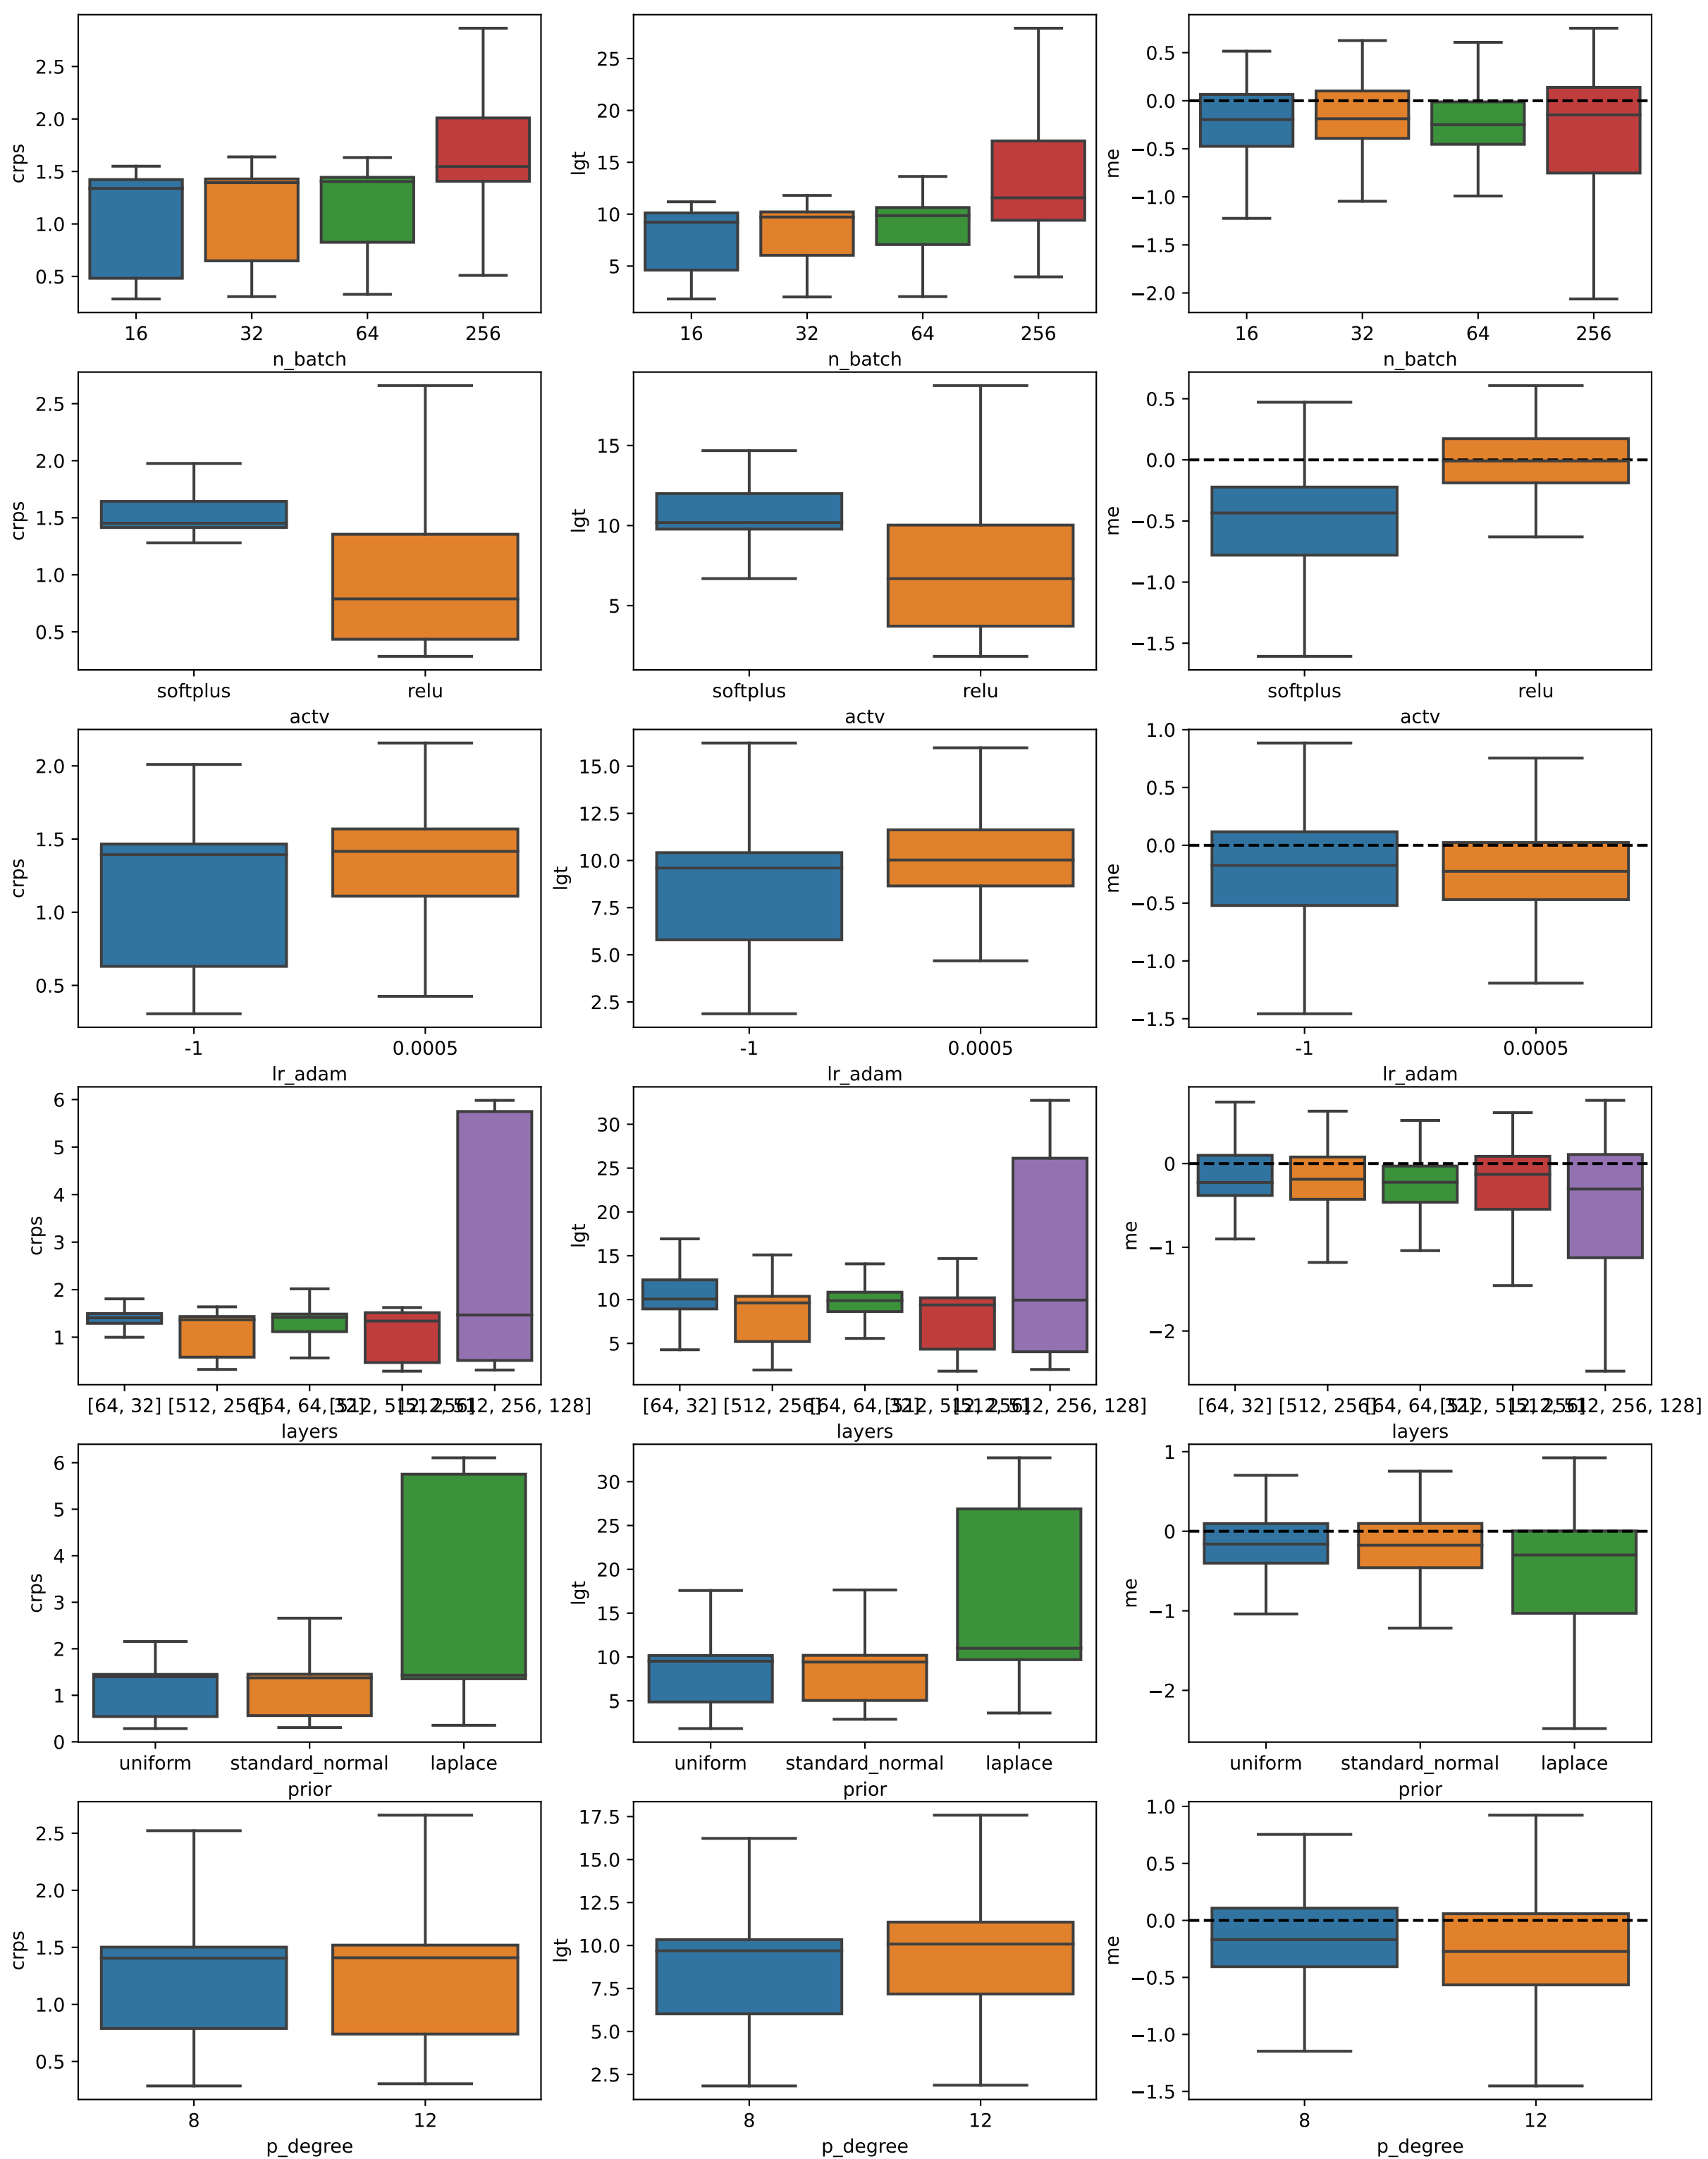 crps
2.5
2.0
1.5
1.0
0.5
16 32 64 256
n_batch
lgt
25
20
15
10
5
16 32 64 256
n_batch
me
0.5
0.0
−0.5
−1.0
−1.5
−2.0
16 32 64 256
n_batch
crps
2.5
2.0
1.5
1.0
0.5
softplus relu
actv
lgt
15
10
5
softplus relu
actv
me
0.5
0.0
−0.5
−1.0
−1.5
softplus relu
actv
crps
2.0
1.5
1.0
0.5
-1 0.0005
lr_adam
lgt
15.0
12.5
10.0
7.5
5.0
2.5
-1 0.0005
lr_adam
me
1.0
0.5
0.0
−0.5
−1.0
−1.5
-1 0.0005
lr_adam
crps
6
5
4
3
2
1
[64, 32] [512, 256] [64, 64, 32]
layers
lgt
30
25
20
15
10
5
[64, 32] [512, 256] [64, 64, 32]
layers
me
0
−1
−2
[64, 32] [512, 256] [64, 64, 32]
layers
crps
6
5
4
3
2
1
0
uniform standard_normal laplace
prior
lgt
30
25
20
15
10
5
uniform standard_normal laplace
prior
me
1
0
−1
−2
uniform standard_normal laplace
prior
crps
2.5
2.0
1.5
1.0
0.5
8 12
p_degree
lgt
17.5
15.0
12.5
10.0
7.5
5.0
2.5
8 12
p_degree
me
1.0
0.5
0.0
−0.5
−1.0
−1.5
8 12
p_degree